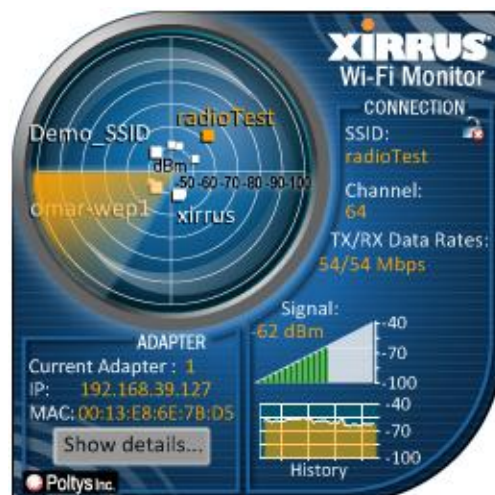 XIRRUS®
Wi-Fi Monitor
radioTest
Demo_SSID
dBm
-50 -60 -70 -80 -90 -100
omar-wep1
xirrus
CONNECTION
SSID:
radioTest
Channel:
64
TX/RX Data Rates:
54/54 Mbps
Signal:
-62 dBm
-40
-70
-100
-40
-70
-100
History
ADAPTER
Current Adapter : 1
IP: 192.168.39.127
MAC: 00:13:E8:6E:7B:D5
Show details...
Poltys Inc.